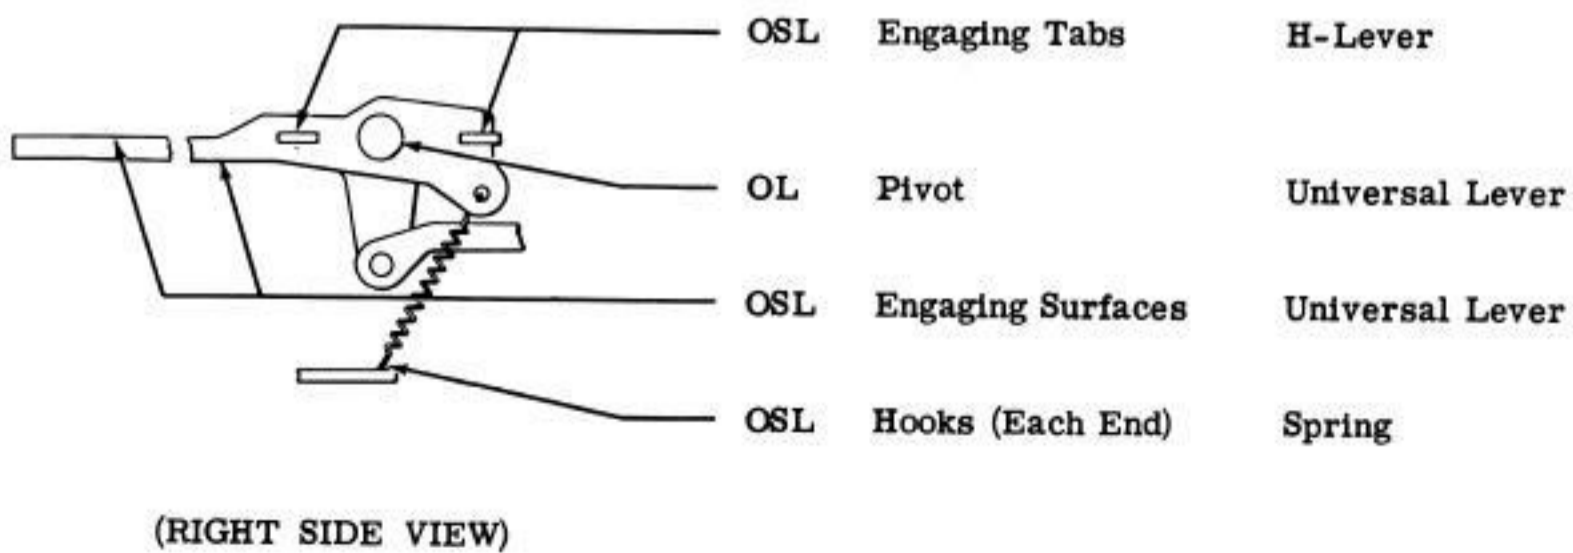 OSL Engaging Tabs H-Lever
OL Pivot Universal Lever
OSL Engaging Surfaces Universal Lever
OSL Hooks (Each End) Spring
(RIGHT SIDE VIEW)